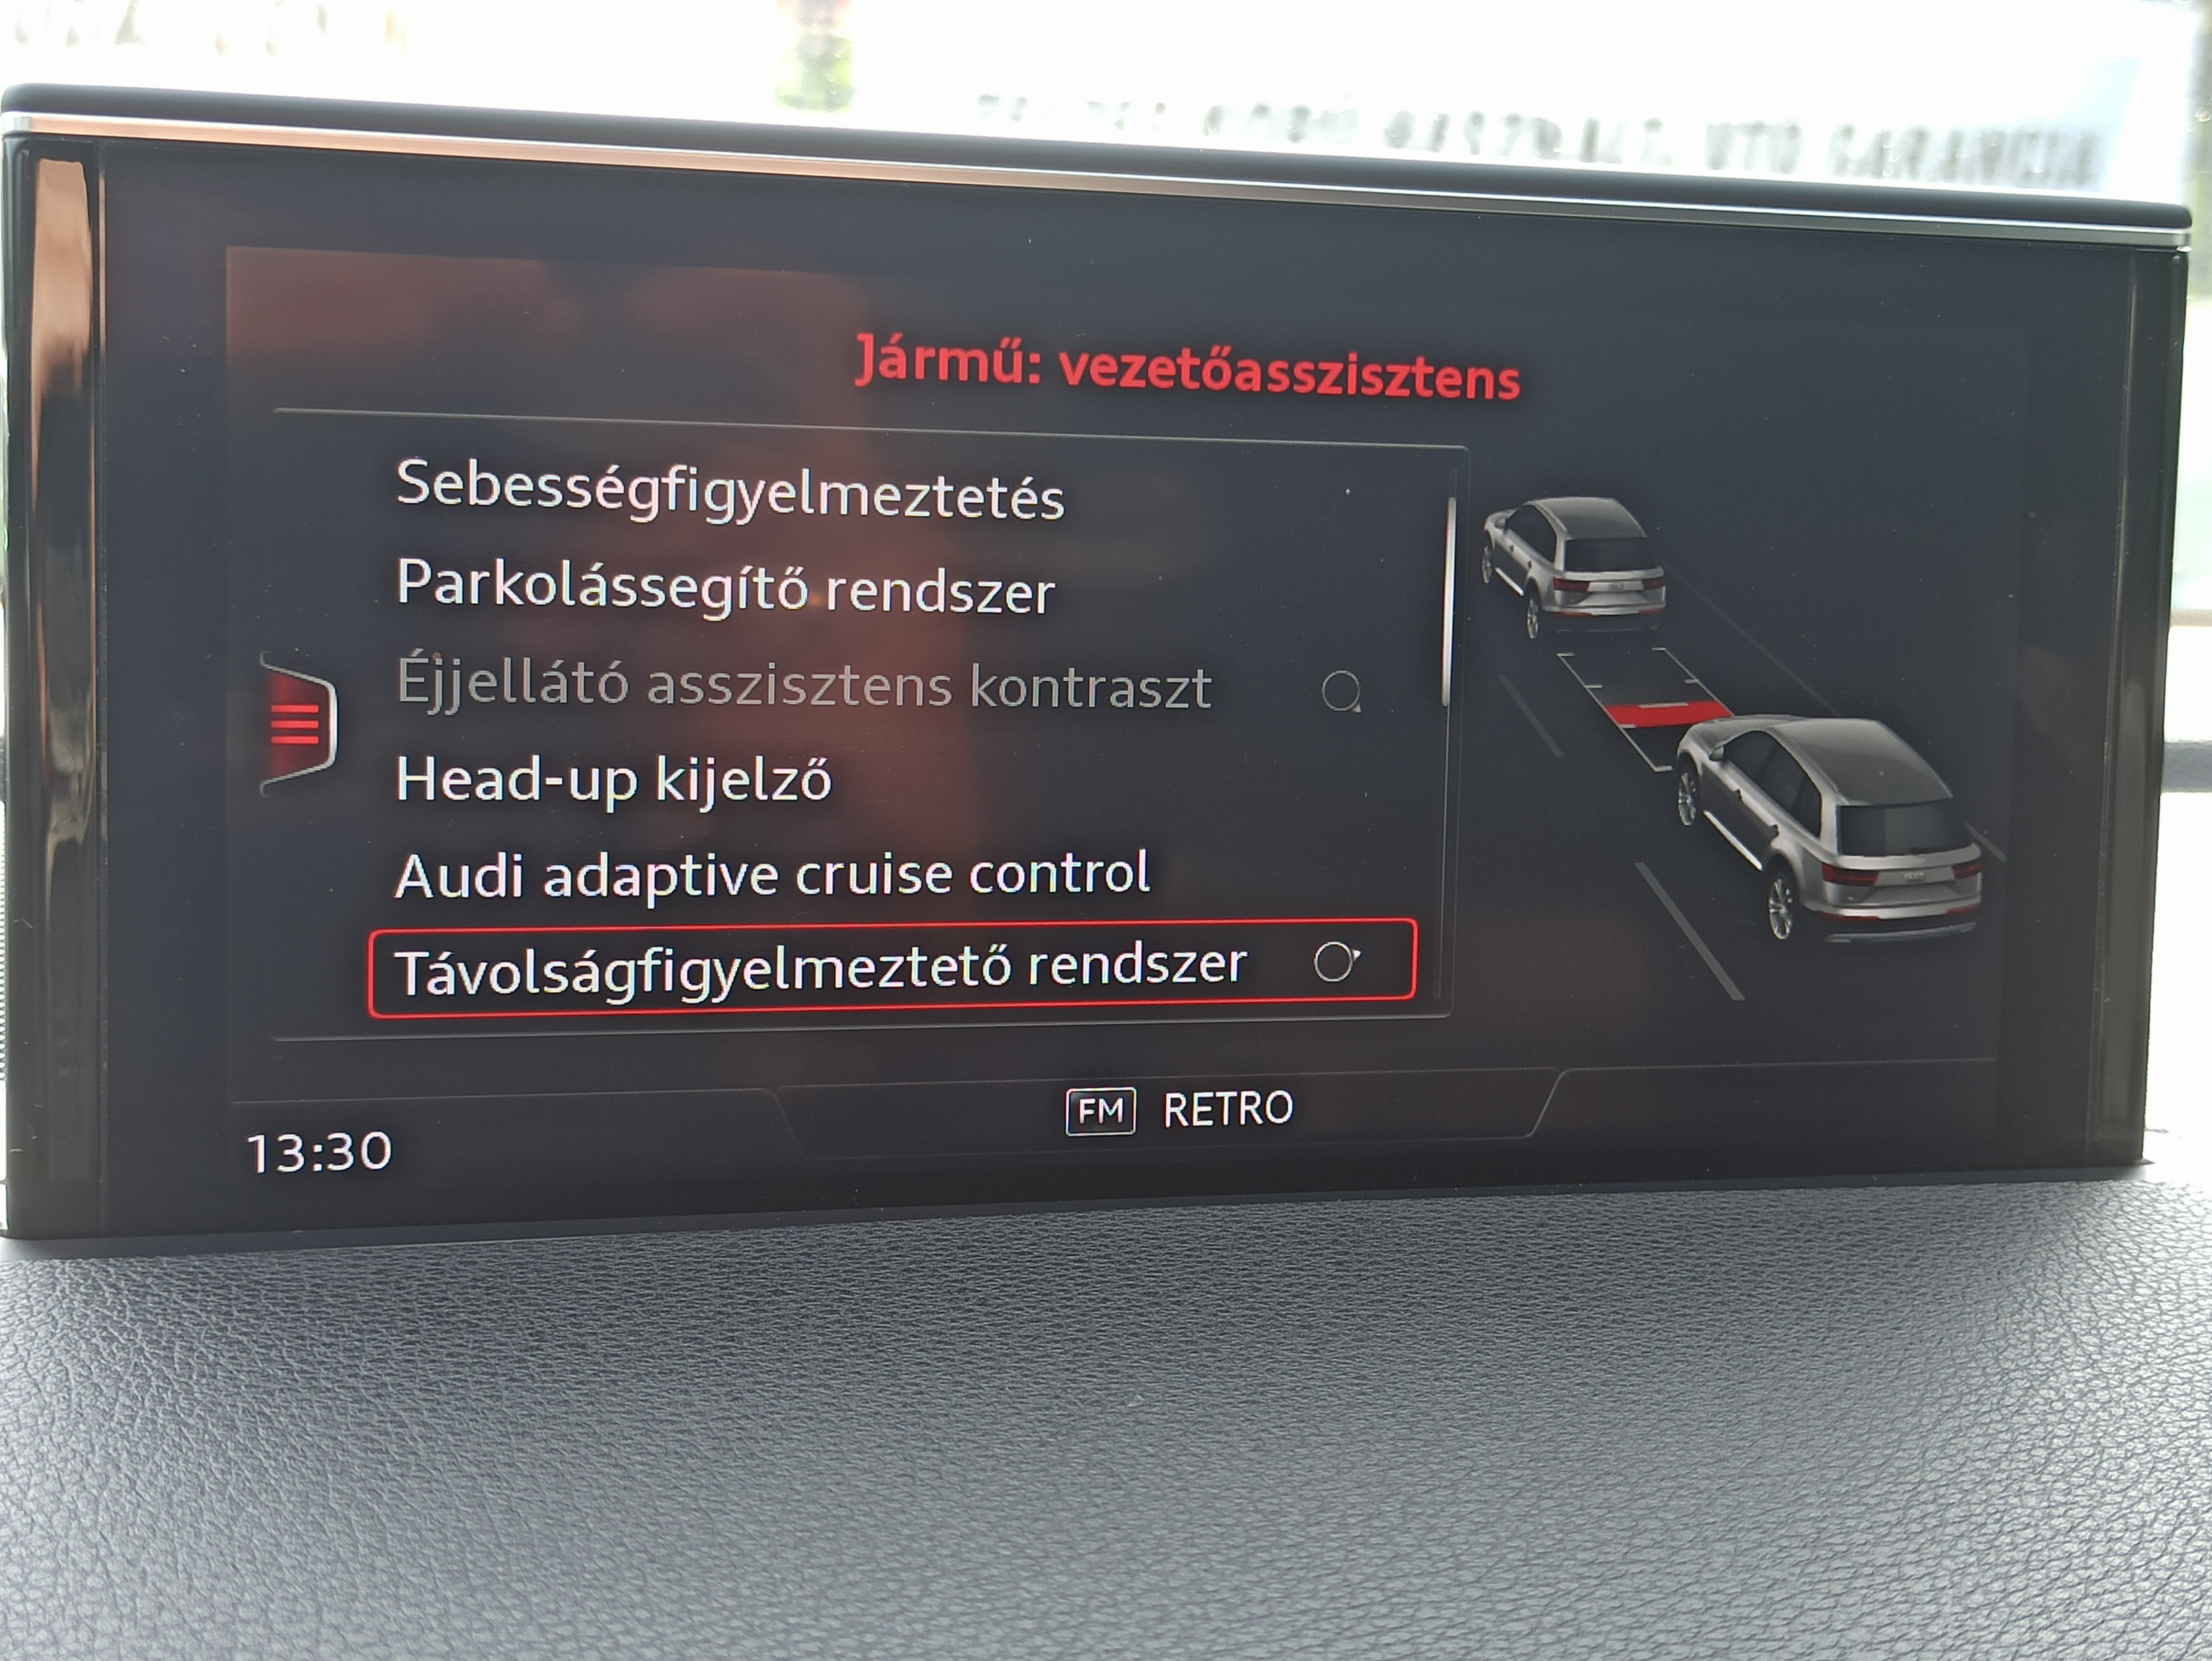 Jármű: vezetőasszisztens
Sebességfigyelmeztetés
Parkolássegítő rendszer
Éjjellátó asszisztens kontraszt
Head-up kijelző
Audi adaptive cruise control
Távolságfigyelmeztető rendszer
FM RETRO
13:30